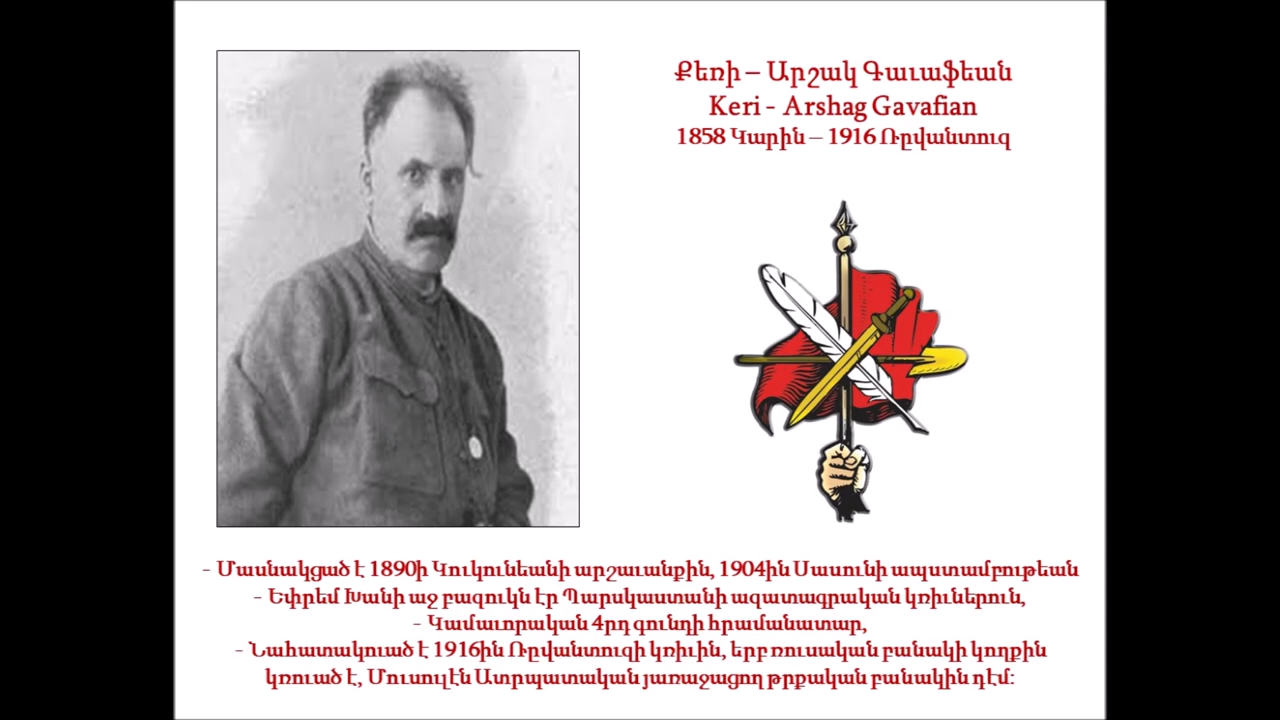 Քեռի – Արշակ Գաւաֆեան
Keri - Arshag Gavafian
1858 Կարին – 1916 Ռըվանտուզ
- Մասնակցած է 1890ի Կուկունեանի արշաւանքին, 1904ին Սասունի ապստամբութեան
- Եփրեմ Խանի աջ բազուկն էր Պարսկաստանի ազատագրական կռիւներուն,
- Կամաւորական 4րդ գունդի հրամանատար,
- Նահատակուած է 1916ին Ռըվանտուզի կռիւին, երբ ռուսական բանակի կողքին
կռուած է, Մուսուլէն Ատրպատական յառաջացող թրքական բանակին դէմ: